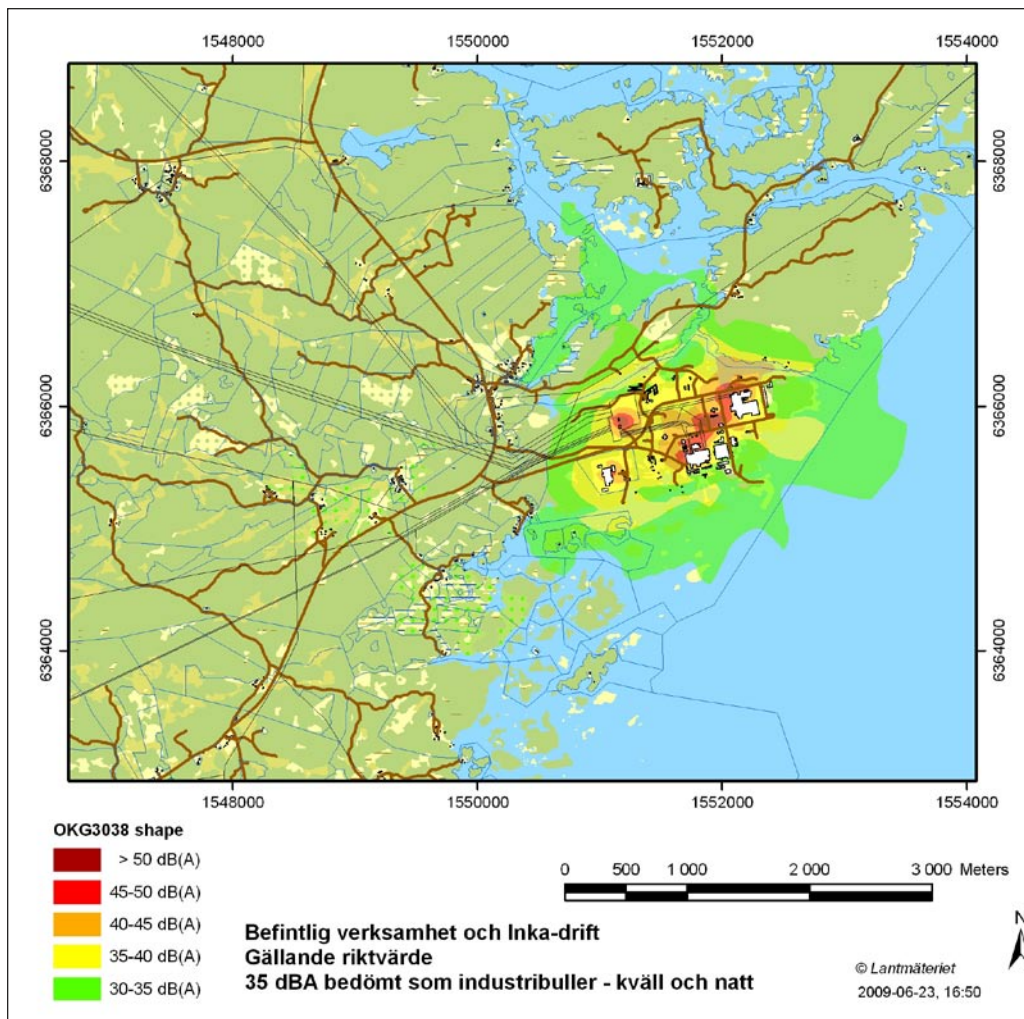 1548000 1550000 1552000 1554000
6368000 6368000
6366000 6366000
6364000 6364000
1548000 1550000 1552000 1554000
OKG3038 shape
> 50 dB(A)
45-50 dB(A)
40-45 dB(A)
35-40 dB(A)
30-35 dB(A)
0 500 1 000 2 000 3 000 Meters
Befintlig verksamhet och Inka-drift
Gällande riktvärde
35 dBA bedömt som industribuller - kväll och natt
N
© Lantmäteriet
2009-06-23, 16:50